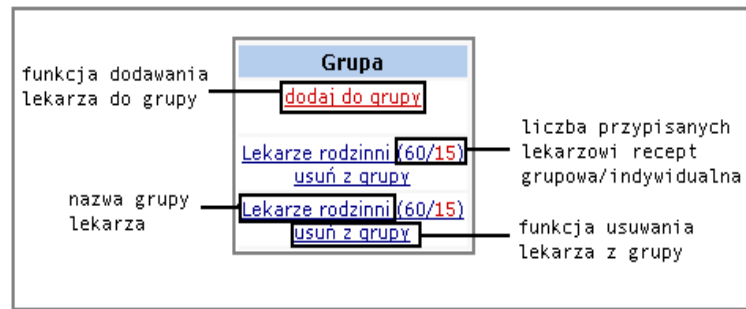 Grupa
funkcja dodawania
lekarza do grupy
dodaj do grupy
liczba przypisanych
lekarzowi recept
grupowa/indywidualna
Lekarze rodzinni (60/15)
usuń z grupy
nazwa grupy
lekarza
Lekarze rodzinni (60/15)
usuń z grupy
funkcja usuwania
lekarza z grupy